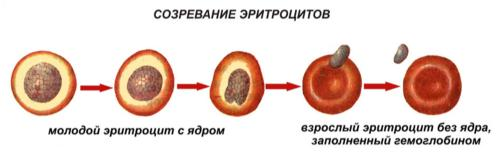 СОЗРЕВАНИЕ ЭРИТРОЦИТОВ
молодой эритроцит с ядром
взрослый эритроцит без ядра,
заполненный гемоглобином